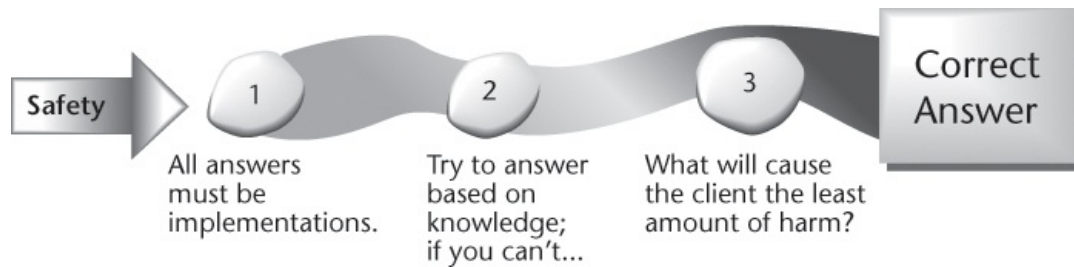 Safety
1
All answers
must be
implementations.
2
Try to answer
based on
knowledge;
if you can't...
3
What will cause
the client the least
amount of harm?
Correct
Answer